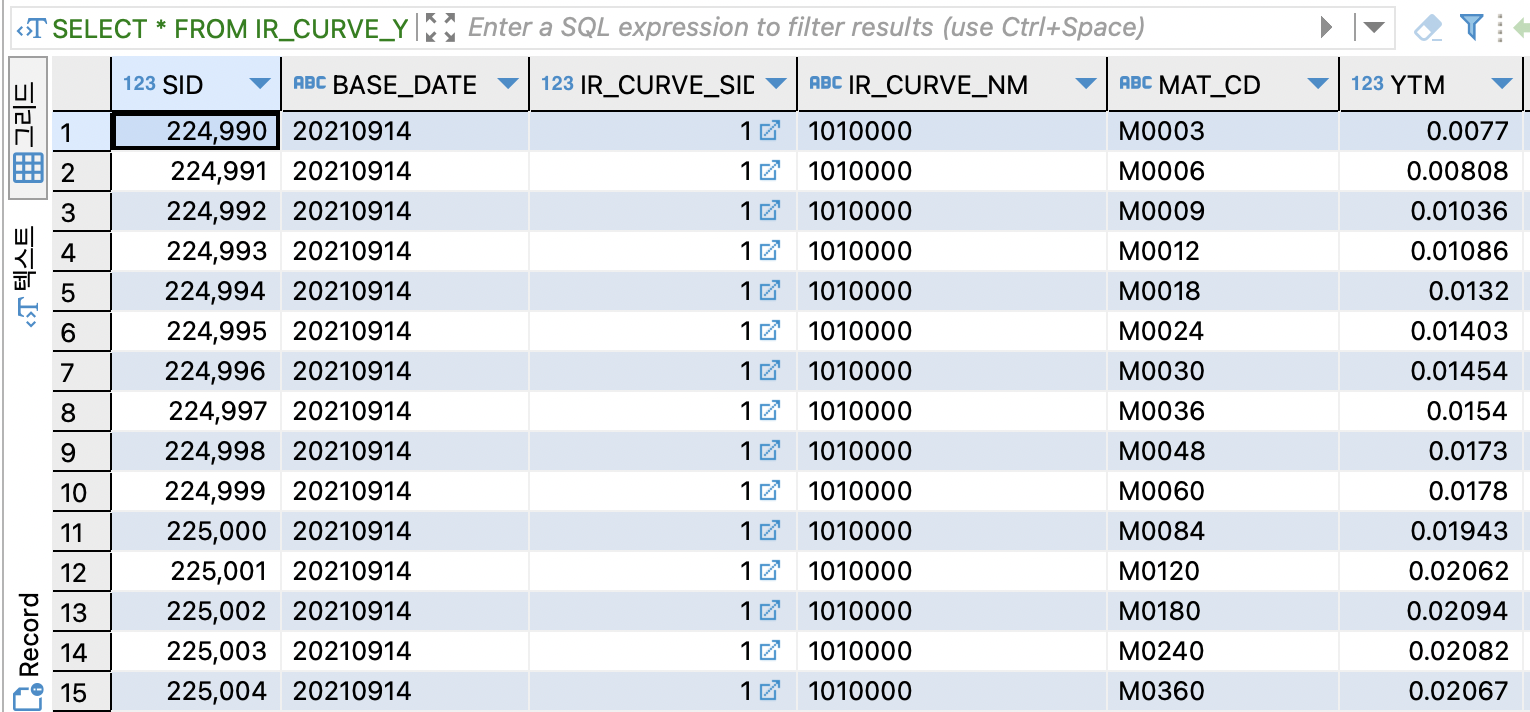 SELECT * FROM IR_CURVE_Y Enter a SQL expression to filter results (use Ctrl+Space)
그리드
텍스트
Record
123 SID ABC BASE_DATE 123 IR_CURVE_SID ABC IR_CURVE_NM ABC MAT_CD 123 YTM
1 224,990 20210914 1 1010000 M0003 0.0077
2 224,991 20210914 1 1010000 M0006 0.00808
3 224,992 20210914 1 1010000 M0009 0.01036
4 224,993 20210914 1 1010000 M0012 0.01086
5 224,994 20210914 1 1010000 M0018 0.0132
6 224,995 20210914 1 1010000 M0024 0.01403
7 224,996 20210914 1 1010000 M0030 0.01454
8 224,997 20210914 1 1010000 M0036 0.0154
9 224,998 20210914 1 1010000 M0048 0.0173
10 224,999 20210914 1 1010000 M0060 0.0178
11 225,000 20210914 1 1010000 M0084 0.01943
12 225,001 20210914 1 1010000 M0120 0.02062
13 225,002 20210914 1 1010000 M0180 0.02094
14 225,003 20210914 1 1010000 M0240 0.02082
15 225,004 20210914 1 1010000 M0360 0.02067